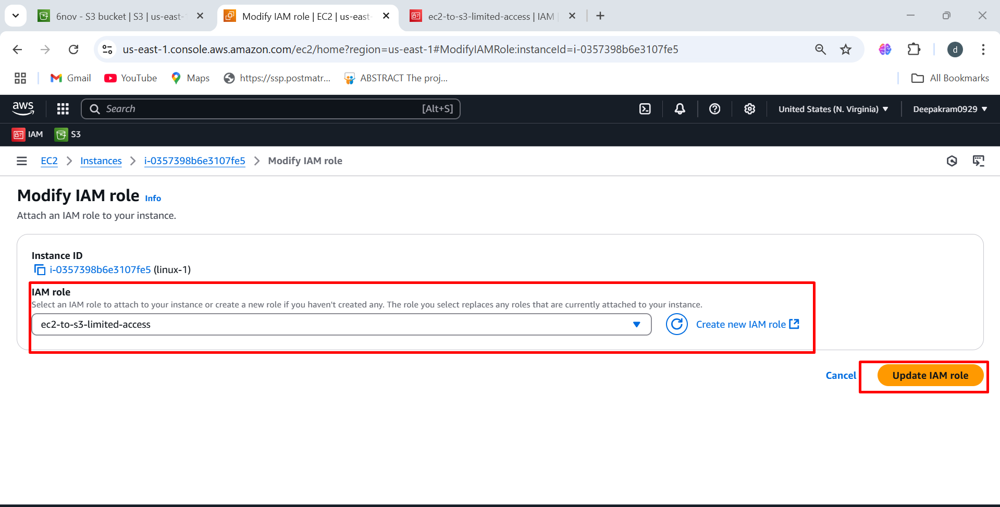 6nov - S3 bucket | S3 | us-east-
Modify IAM role | EC2 | us-east-
ec2-to-s3-limited-access | IAM
us-east-1.console.aws.amazon.com/ec2/home?region=us-east-1#ModifyIAMRole:instanceId=i-0357398b6e3107fe5
d
Gmail
YouTube
Maps
https://ssp.postmatr...
ABSTRACT The proj...
All Bookmarks
aws
Search
[Alt+S]
United States (N. Virginia)
Deepakram0929
IAM
S3
EC2
Instances
i-0357398b6e3107fe5
Modify IAM role
Modify IAM role Info
Attach an IAM role to your instance.
Instance ID
i-0357398b6e3107fe5 (linux-1)
IAM role
Select an IAM role to attach to your instance or create a new role if you haven't created any. The role you select replaces any roles that are currently attached to your instance.
ec2-to-s3-limited-access
Create new IAM role
Cancel
Update IAM role